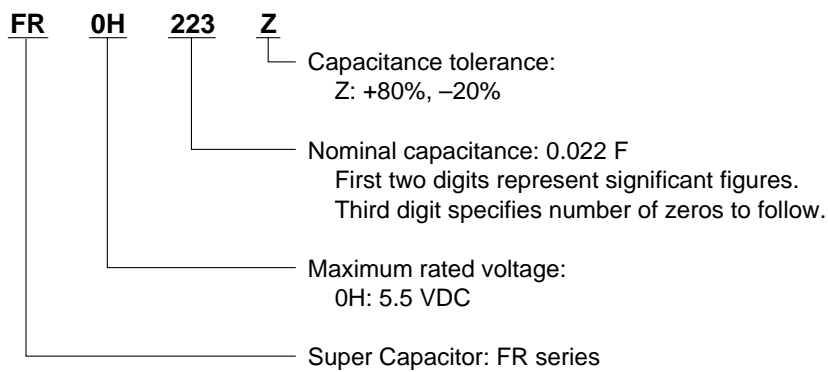 FR 0H 223 Z
Capacitance tolerance:
Z: +80%, –20%
Nominal capacitance: 0.022 F
First two digits represent significant figures.
Third digit specifies number of zeros to follow.
Maximum rated voltage:
0H: 5.5 VDC
Super Capacitor: FR series